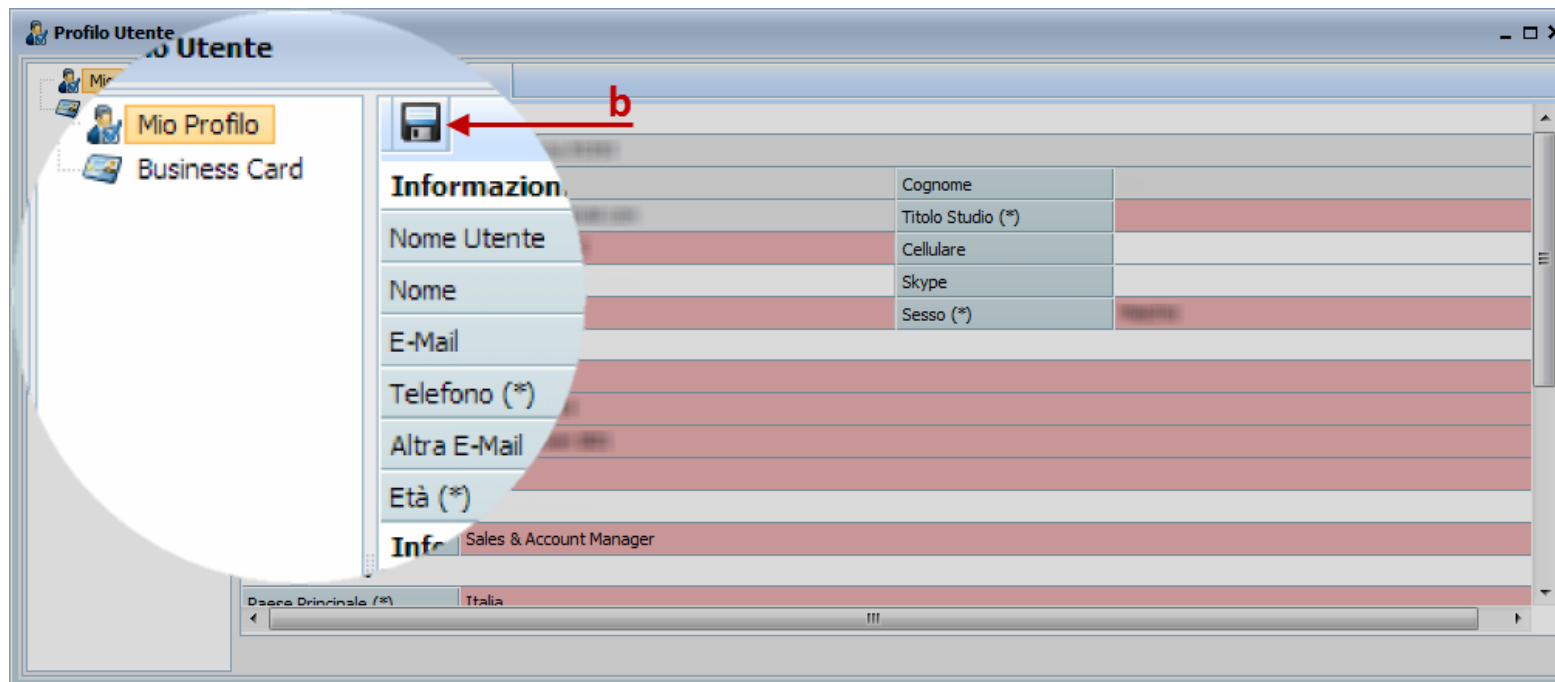 Profilo Utente
o Utente
Mio
Mio Profilo
Business Card
b
Informazion
Nome Utente
Nome
E-Mail
Telefono (*)
Altra E-Mail
Età (*)
Info
Cognome
Titolo Studio (*)
Cellulare
Skype
Sesso (*)
Sales & Account Manager
Paese Principale (*) Italia